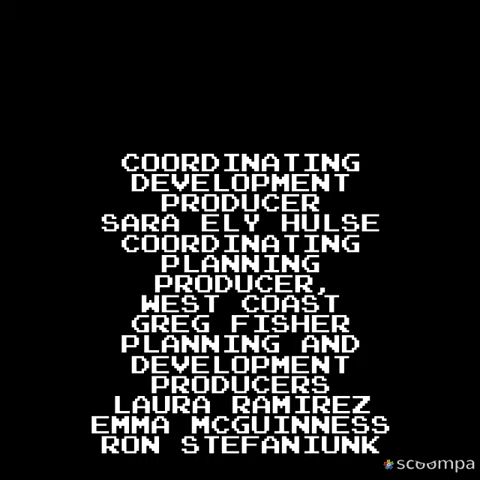 COORDINATING
DEVELOPMENT
PRODUCER
SARA ELY HULSE
COORDINATING
PLANNING
PRODUCER,
WEST COAST
GREG FISHER
PLANNING AND
DEVELOPMENT
PRODUCERS
LAURA RAMIREZ
EMMA MCGUINNESS
RON STEFANIUNK
scoompa